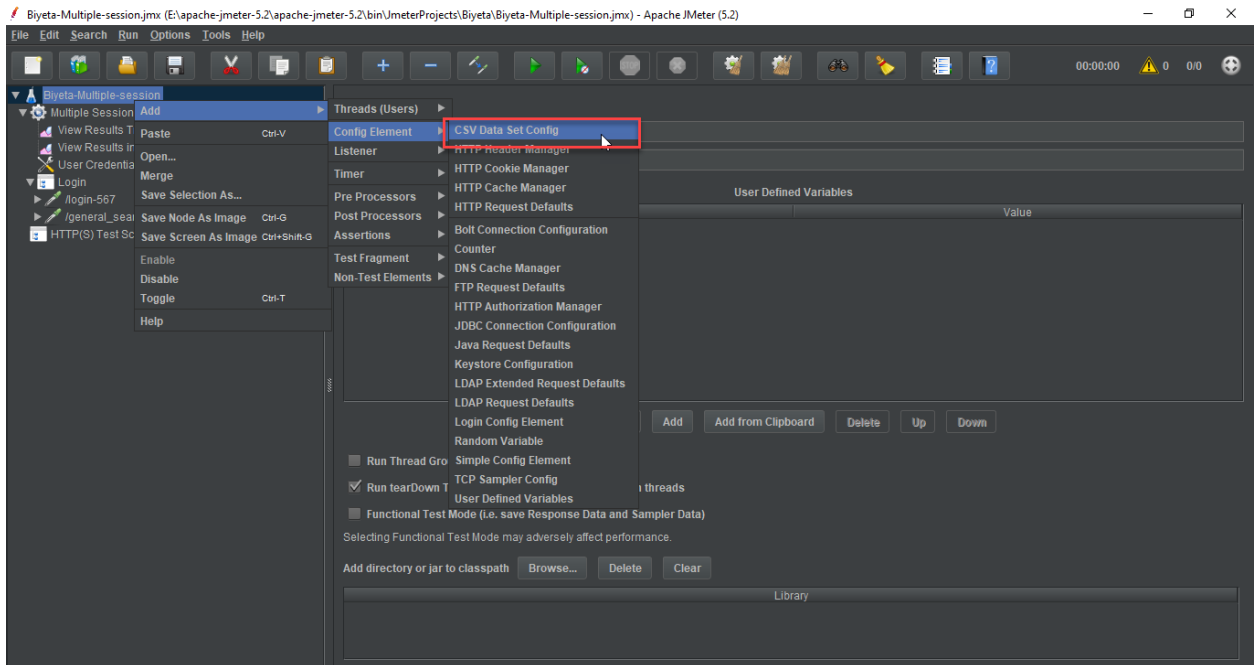 Biyeta-Multiple-session.jmx (E:\apache-jmeter-5.2\apache-jmeter-5.2\bin\JmeterProjects\Biyeta\Biyeta-Multiple-session.jmx) - Apache JMeter (5.2)
File Edit Search Run Options Tools Help
00:00:00 0 0/0
Biyeta-Multiple-session
Multiple Session
View Results T
View Results in
User Credentia
Login
/login-567
/general_sear
HTTP(S) Test Sc
Add
Paste Ctrl-V
Open...
Merge
Save Selection As...
Save Node As Image Ctrl-G
Save Screen As Image Ctrl+Shift-G
Enable
Disable
Toggle Ctrl-T
Help
Threads (Users)
Config Element
Listener
Timer
Pre Processors
Post Processors
Assertions
Test Fragment
Non-Test Elements
CSV Data Set Config
HTTP Header Manager
HTTP Cookie Manager
HTTP Cache Manager
HTTP Request Defaults
Bolt Connection Configuration
Counter
DNS Cache Manager
FTP Request Defaults
HTTP Authorization Manager
JDBC Connection Configuration
Java Request Defaults
Keystore Configuration
LDAP Extended Request Defaults
LDAP Request Defaults
Login Config Element
Random Variable
Simple Config Element
TCP Sampler Config
User Defined Variables
User Defined Variables
Value
Add Add from Clipboard Delete Up Down
Run Thread Gro
Run tearDown T threads
Functional Test Mode (i.e. save Response Data and Sampler Data)
Selecting Functional Test Mode may adversely affect performance.
Add directory or jar to classpath Browse... Delete Clear
Library